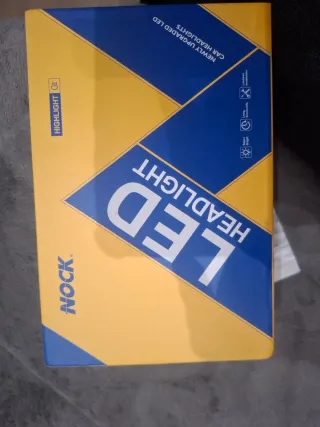 NOCK
HIGHLIGHT
LED
HEADLIGHT
NEWLY UPGRADED LED
CAR HEADLIGHTS